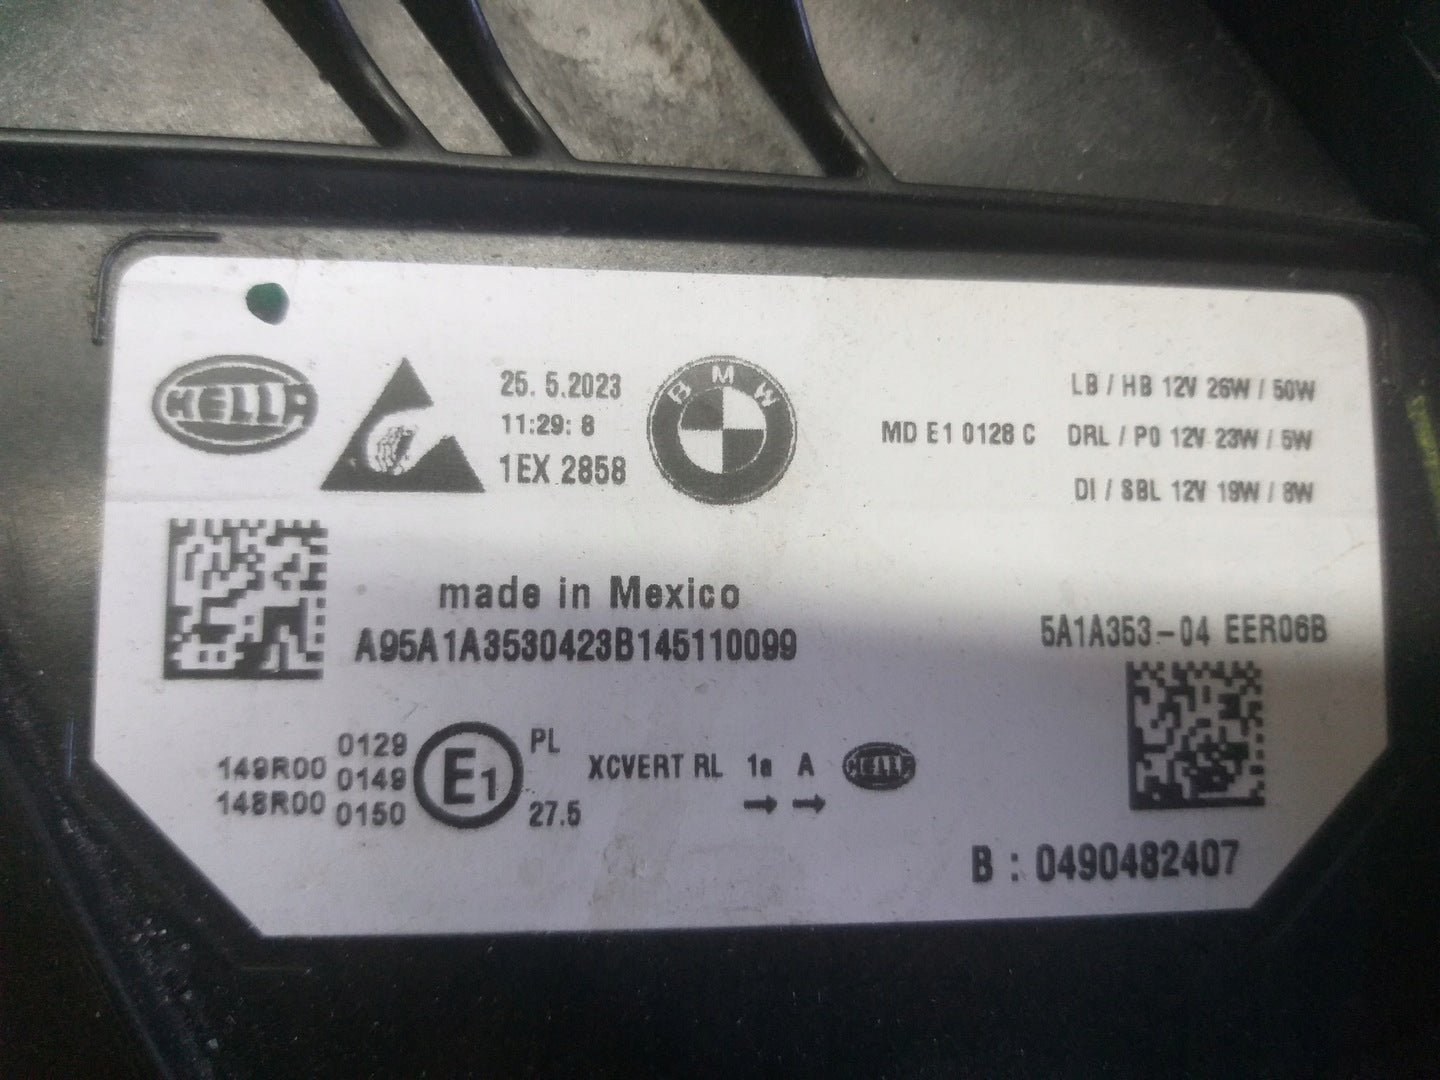 HELLA
25. 5.2023
11:29: 8
1EX 2858
BMW
MD E1 0128 C
LB / HB 12V 26W / 50W
DRL / PO 12V 23W / 5W
DI / SBL 12V 19W / 8W
made in Mexico
A95A1A3530423B145110099
5A1A353-04 EER06B
0129
149R00 0149
148R00 0150
E1
PL
27.5
XCVERT RL 1a A
→ →
HELLA
B : 0490482407